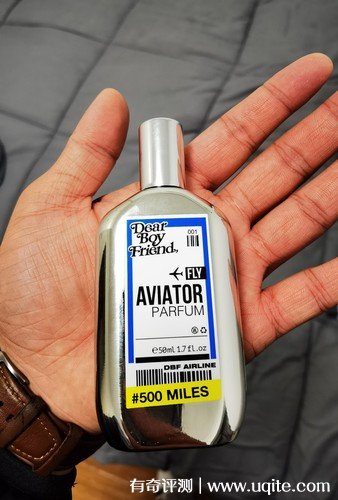 Dear
Boy
Friend,
001
FLY
AVIATOR
PARFUM
℮50ml 1.7fl.oz
DBF AIRLINE
#500 MILES
有奇评测 | www.uqite.com